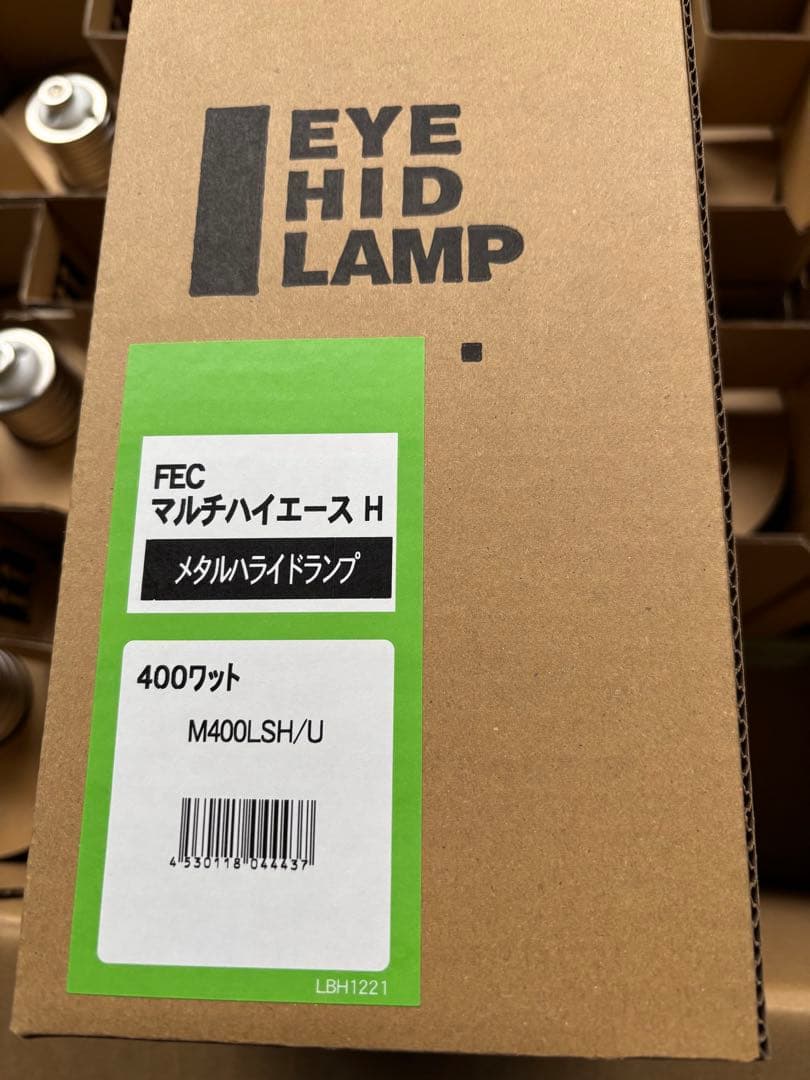 EYE
HID
LAMP
FEC
マルチハイエース H
メタルハライドランプ
400ワット
M400LSH/U
4530118044437
LBH1221